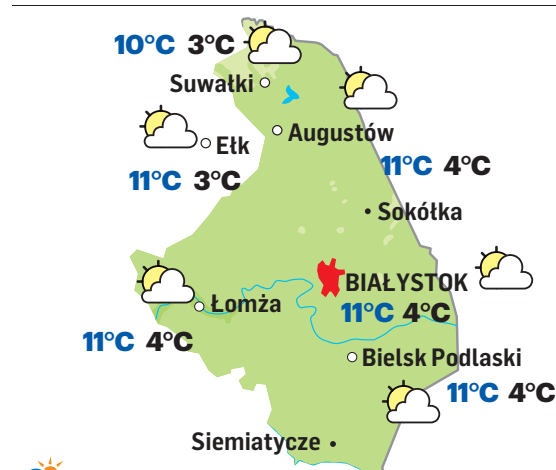 10°C 3°C
Suwałki
Augustów
Ełk
11°C 4°C
11°C 3°C
Sokółka
BIAŁYSTOK
Łomża
11°C 4°C
11°C 4°C
Bielsk Podlaski
11°C 4°C
Siemiatycze